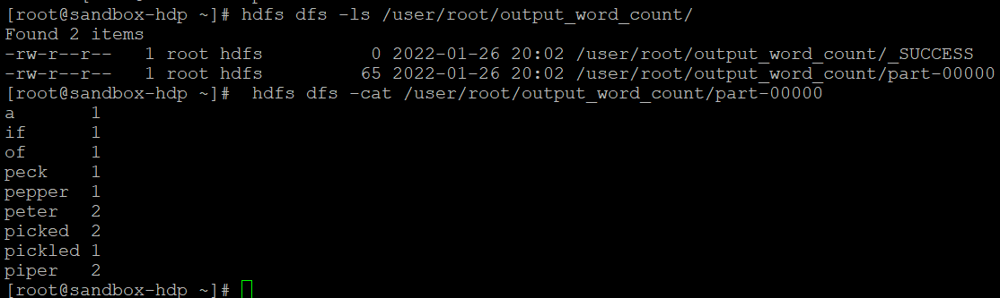 [root@sandbox-hdp ~]# hdfs dfs -ls /user/root/output_word_count/
Found 2 items
-rw-r--r--   1 root hdfs          0 2022-01-26 20:02 /user/root/output_word_count/_SUCCESS
-rw-r--r--   1 root hdfs         65 2022-01-26 20:02 /user/root/output_word_count/part-00000
[root@sandbox-hdp ~]#  hdfs dfs -cat /user/root/output_word_count/part-00000
a       1
if      1
of      1
peck    1
pepper  1
peter   2
picked  2
pickled 1
piper   2
[root@sandbox-hdp ~]#